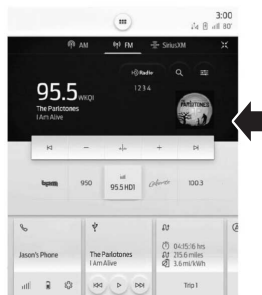 3:00
80°
AM FM SiriusXM
Radio
95.5 WKQI
1 2 3 4
The Parlotones
I Am Alive
PARLOTONES
950 95.5 HD1 100.3
Jason's Phone
The Parlotones
I Am Alive
04:15:16 hrs
215.6 miles
3.6 mi/kWh
Trip 1